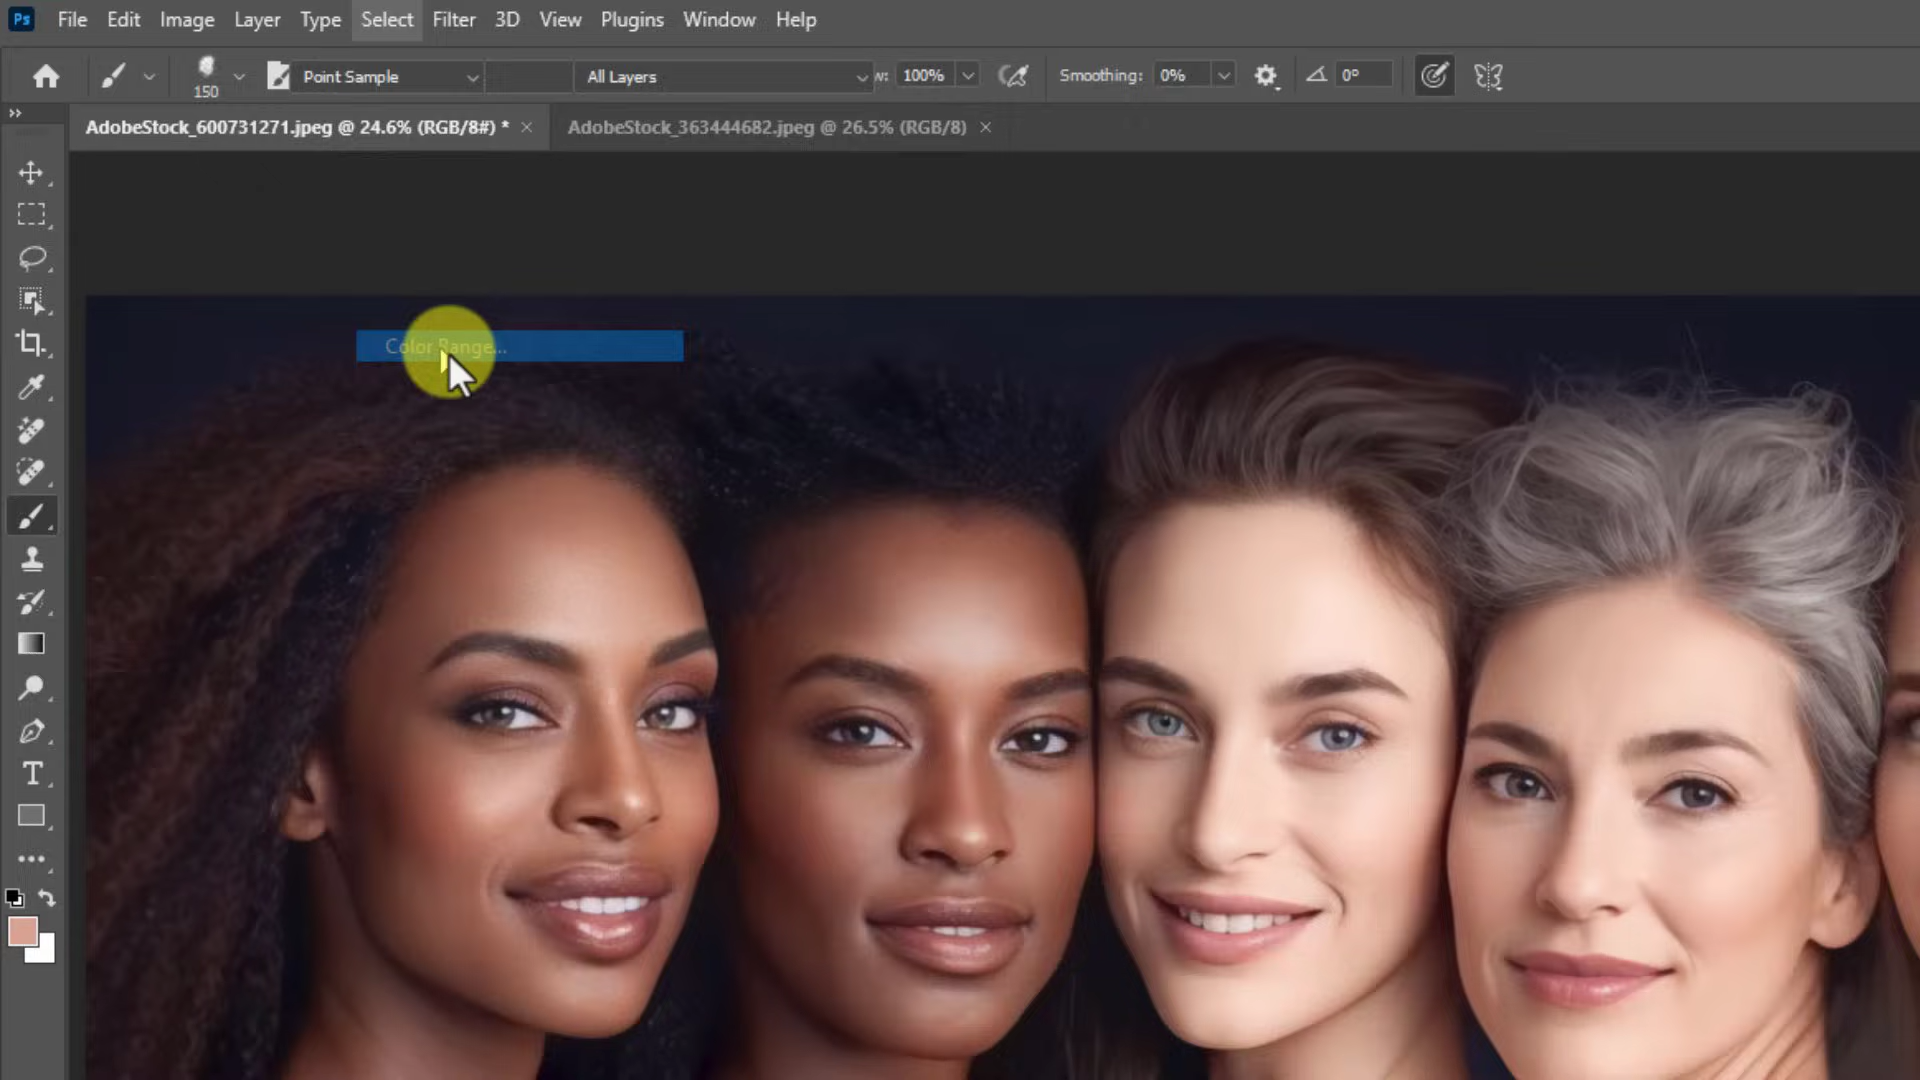 Ps File Edit Image Layer Type Select Filter 3D View Plugins Window Help
150 Point Sample All Layers w: 100% Smoothing: 0% 0°
AdobeStock_600731271.jpeg @ 24.6% (RGB/8#) * × AdobeStock_363444682.jpeg @ 26.5% (RGB/8) ×
Color Range...